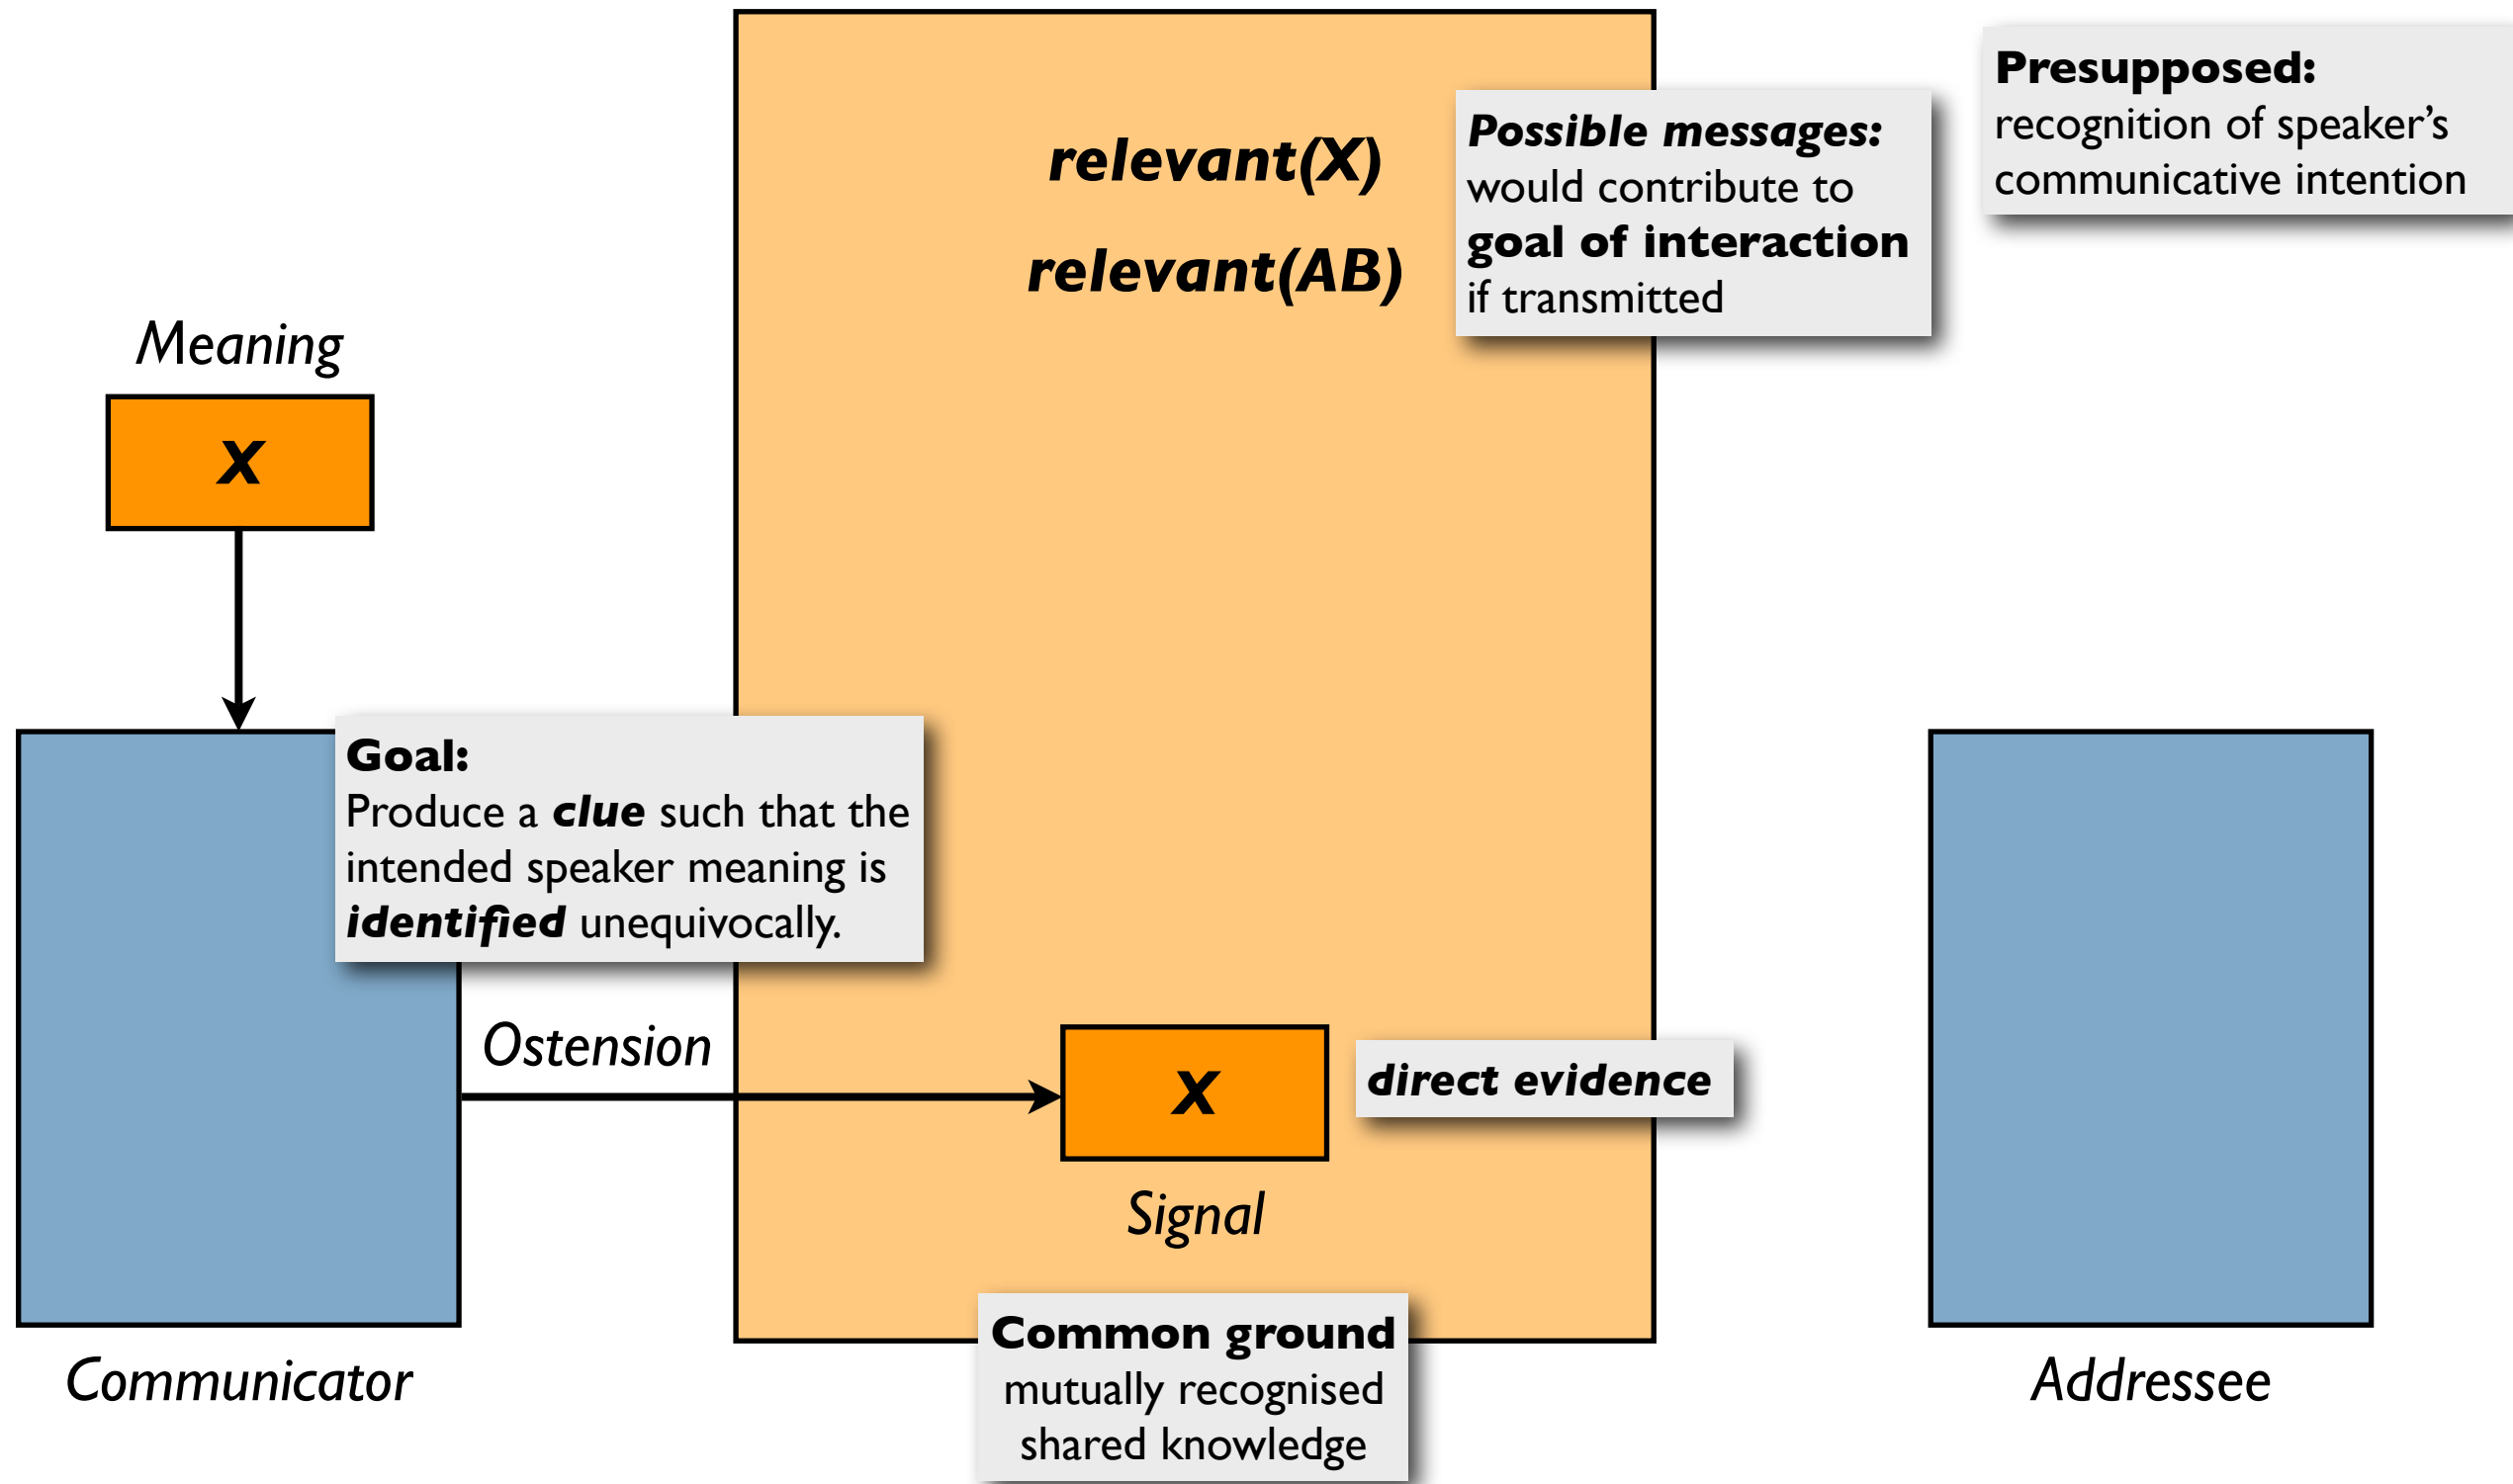 Presupposed:
recognition of speaker’s
communicative intention
relevant(X)
relevant(AB)
Possible messages:
would contribute to
goal of interaction
if transmitted
Meaning
X
Goal:
Produce a clue such that the
intended speaker meaning is
identified unequivocally.
Ostension
X
direct evidence
Signal
Common ground
mutually recognised
shared knowledge
Communicator
Addressee